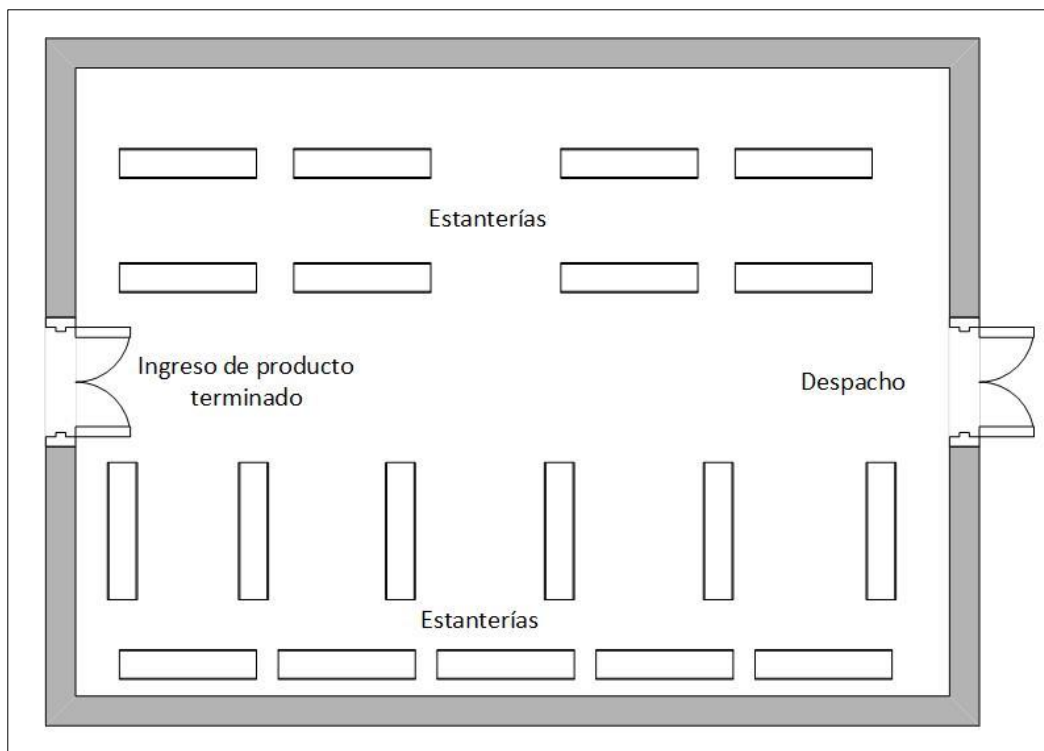 Estanterías
Ingreso de producto
terminado
Despacho
Estanterías